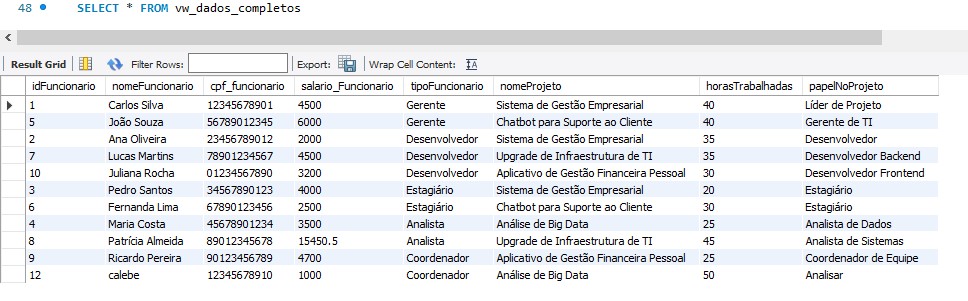 48 SELECT * FROM vw_dados_completos
Result Grid Filter Rows: Export: Wrap Cell Content:
idFuncionario nomeFuncionario cpf_funcionario salario_Funcionario tipoFuncionario nomeProjeto horasTrabalhadas papelNoProjeto
1 Carlos Silva 12345678901 4500 Gerente Sistema de Gestão Empresarial 40 Líder de Projeto
5 João Souza 56789012345 6000 Gerente Chatbot para Suporte ao Cliente 40 Gerente de TI
2 Ana Oliveira 23456789012 2000 Desenvolvedor Sistema de Gestão Empresarial 35 Desenvolvedor
7 Lucas Martins 78901234567 4500 Desenvolvedor Upgrade de Infraestrutura de TI 35 Desenvolvedor Backend
10 Juliana Rocha 01234567890 3200 Desenvolvedor Aplicativo de Gestão Financeira Pessoal 30 Desenvolvedor Frontend
3 Pedro Santos 34567890123 4000 Estagiário Sistema de Gestão Empresarial 20 Estagiário
6 Fernanda Lima 67890123456 2500 Estagiário Chatbot para Suporte ao Cliente 30 Estagiário
4 Maria Costa 45678901234 3500 Analista Análise de Big Data 25 Analista de Dados
8 Patrícia Almeida 89012345678 15450.5 Analista Upgrade de Infraestrutura de TI 45 Analista de Sistemas
9 Ricardo Pereira 90123456789 4700 Coordenador Aplicativo de Gestão Financeira Pessoal 25 Coordenador de Equipe
12 calebe 12345678910 1000 Coordenador Análise de Big Data 50 Analisar